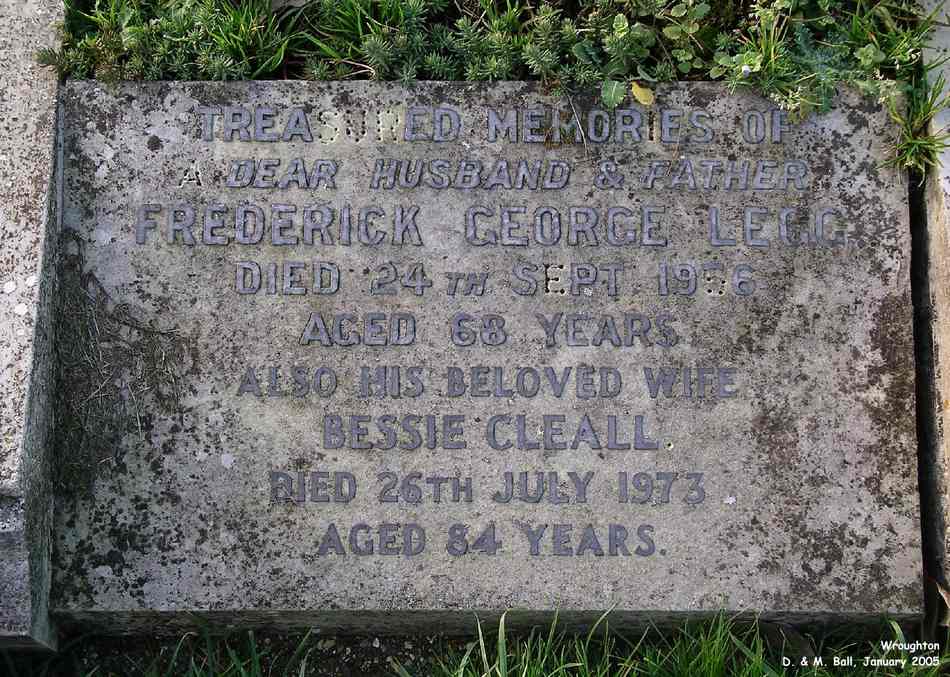 TREASURED MEMORIES OF
A DEAR HUSBAND & FATHER
FREDERICK GEORGE LEGG.
DIED 24TH SEPT 1956
AGED 68 YEARS
ALSO HIS BELOVED WIFE
BESSIE CLEALL.
DIED 26TH JULY 1973
AGED 84 YEARS.
Wroughton
D. & M. Ball, January 2005